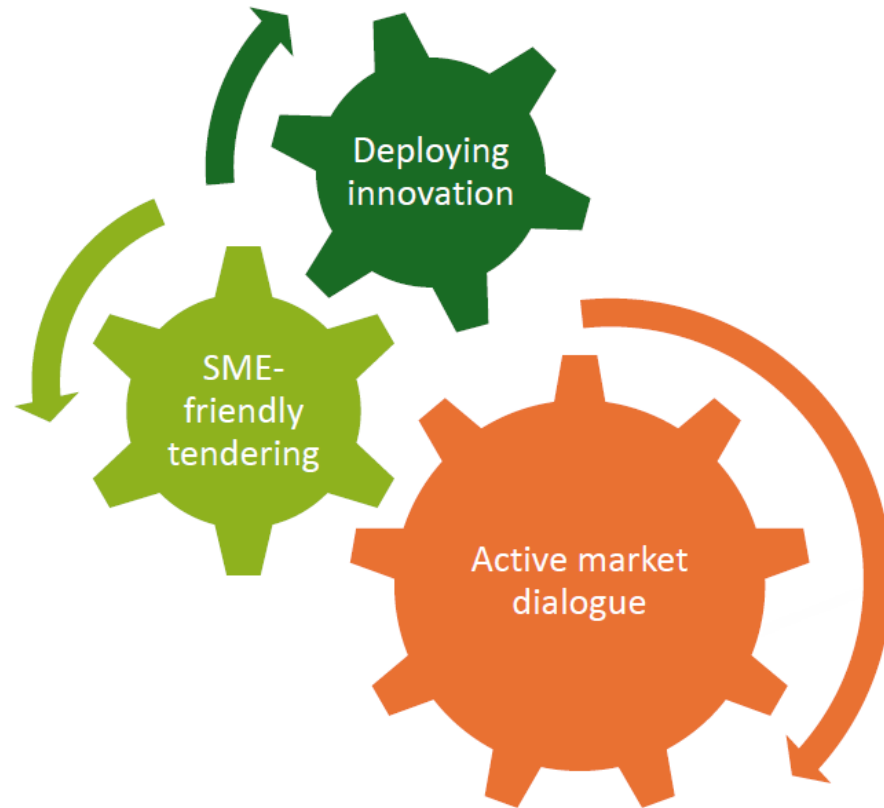 Deploying
innovation
SME-
friendly
tendering
Active market
dialogue